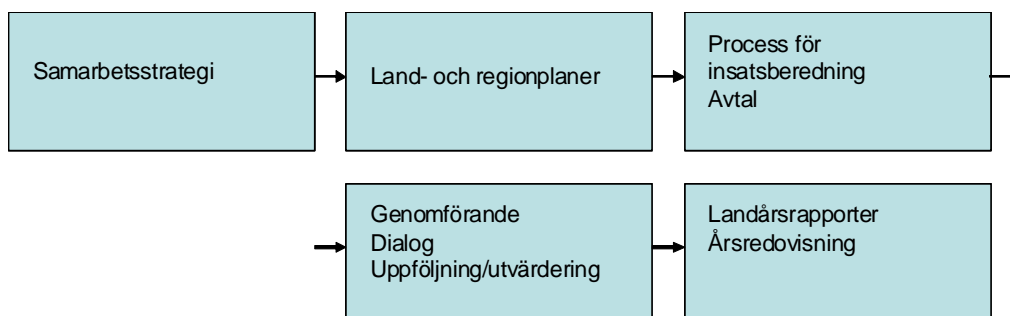 Samarbetsstrategi
Land- och regionplaner
Process för
insatsberedning
Avtal
Genomförande
Dialog
Uppföljning/utvärdering
Landårsrapporter
Årsredovisning